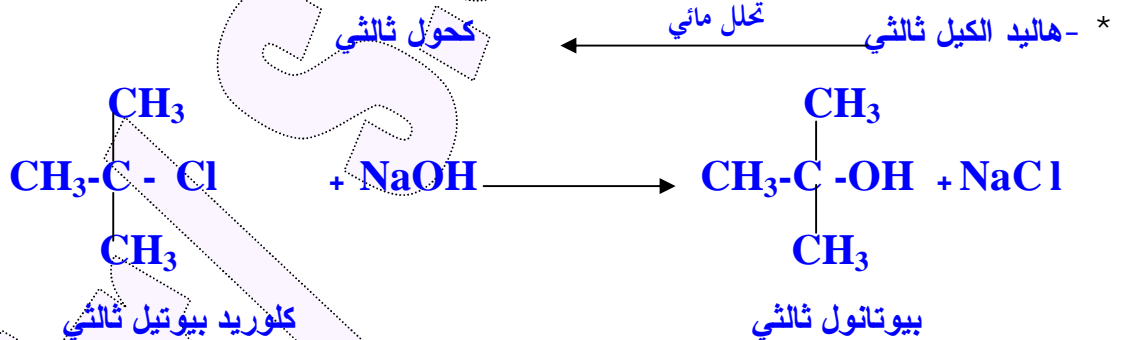 * -هاليد الكيل ثالثي تحلل مائي كحول ثالثي
CH₃ CH₃
CH₃-C - Cl + NaOH CH₃-C -OH + NaCl
CH₃ CH₃
كلوريد بيوتيل ثالثي بيوتانول ثالثي